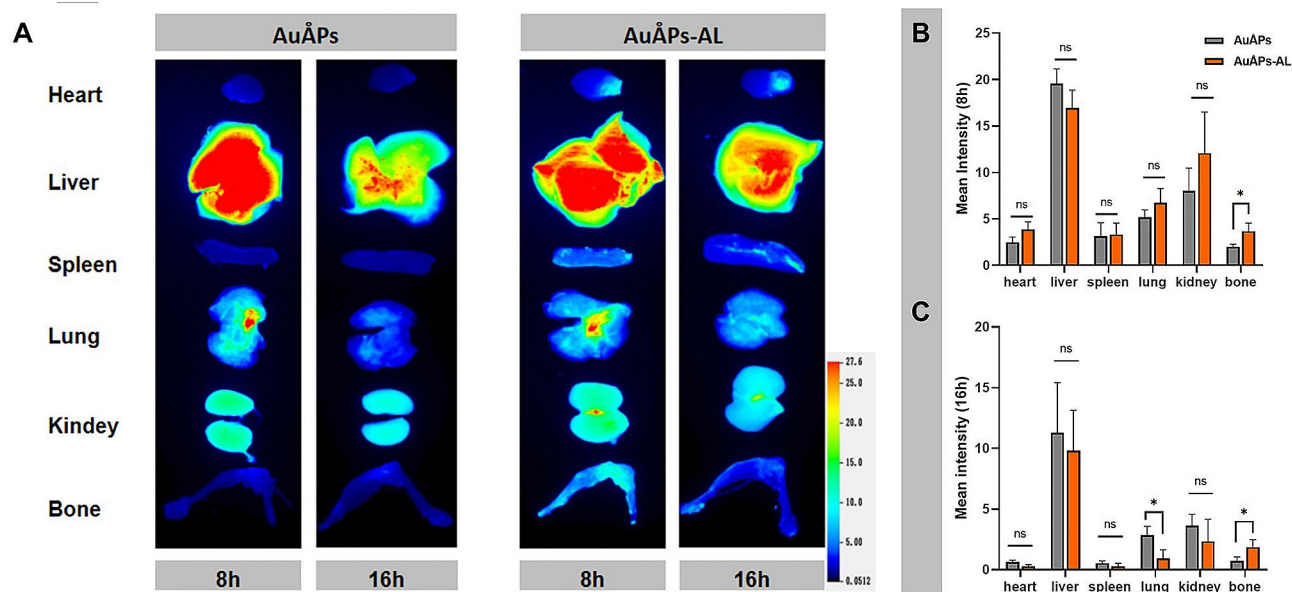 A
AuÅPs
AuÅPs-AL
Heart
Liver
Spleen
Lung
Kindey
Bone
8h
16h
8h
16h
27.6
25.0
20.0
15.0
10.0
5.00
0.0512
B
Mean Intensity (8h)
25
20
15
10
5
0
ns
ns
ns
ns
ns
*
AuÅPs
AuÅPs-AL
heart liver spleen lung kidney bone
C
Mean intensity (16h)
20
15
10
5
0
ns
ns
ns
*
ns
*
heart liver spleen lung kidney bone